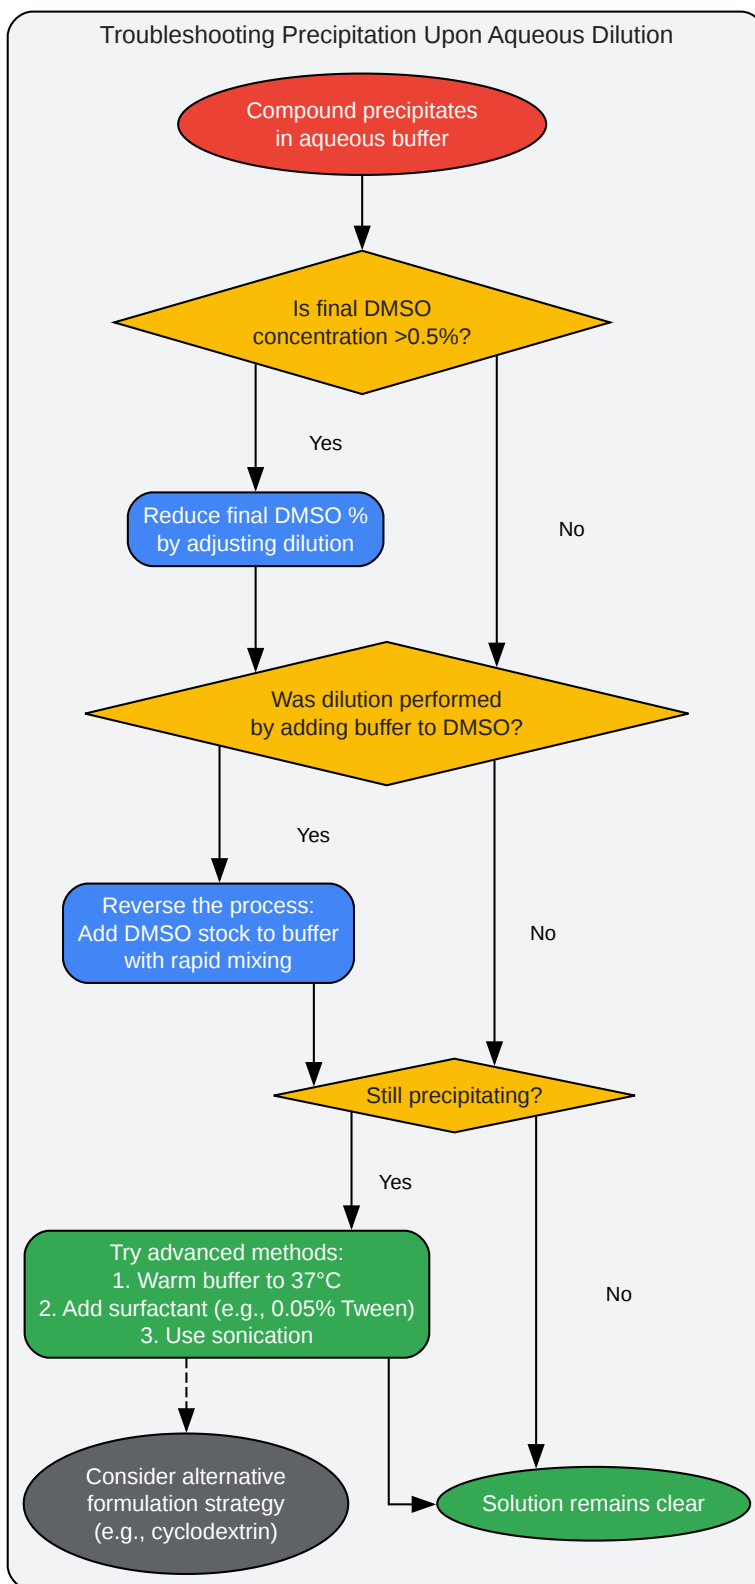 Troubleshooting Precipitation Upon Aqueous Dilution
Compound precipitates
in aqueous buffer
Is final DMSO
concentration >0.5%?
Yes
No
Reduce final DMSO %
by adjusting dilution
Was dilution performed
by adding buffer to DMSO?
Yes
No
Reverse the process:
Add DMSO stock to buffer
with rapid mixing
Still precipitating?
Yes
No
Try advanced methods:
1. Warm buffer to 37°C
2. Add surfactant (e.g., 0.05% Tween)
3. Use sonication
Consider alternative
formulation strategy
(e.g., cyclodextrin)
Solution remains clear